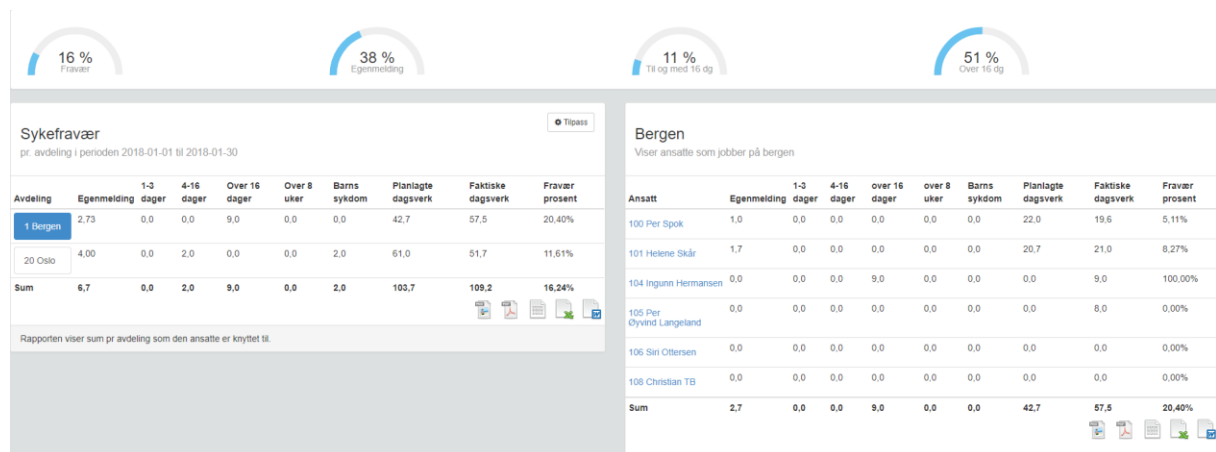 16 %
Fravær
38 %
Egenmelding
11 %
Til og med 16 dg
51 %
Over 16 dg
Sykefravær
Tilpass
pr. avdeling i perioden 2018-01-01 til 2018-01-30
Avdeling Egenmelding 1-3 dager 4-16 dager Over 16 dager Over 8 uker Barns sykdom Planlagte dagsverk Faktiske dagsverk Fravær prosent
1 Bergen 2,73 0,0 0,0 9,0 0,0 0,0 42,7 57,5 20,40%
20 Oslo 4,00 0,0 2,0 0,0 0,0 2,0 61,0 51,7 11,61%
Sum 6,7 0,0 2,0 9,0 0,0 2,0 103,7 109,2 16,24%
Rapporten viser sum pr avdeling som den ansatte er knyttet til.
Bergen
Viser ansatte som jobber på bergen
Ansatt Egenmelding 1-3 dager 4-16 dager over 16 dager over 8 uker Barns sykdom Planlagte dagsverk Faktiske dagsverk Fravær prosent
100 Per Spok 1,0 0,0 0,0 0,0 0,0 0,0 22,0 19,6 5,11%
101 Helene Skår 1,7 0,0 0,0 0,0 0,0 0,0 20,7 21,0 8,27%
104 Ingunn Hermansen 0,0 0,0 0,0 9,0 0,0 0,0 0,0 9,0 100,00%
105 Per Øyvind Langeland 0,0 0,0 0,0 0,0 0,0 0,0 0,0 8,0 0,00%
106 Siri Ottersen 0,0 0,0 0,0 0,0 0,0 0,0 0,0 0,0 0,00%
108 Christian TB 0,0 0,0 0,0 0,0 0,0 0,0 0,0 0,0 0,00%
Sum 2,7 0,0 0,0 9,0 0,0 0,0 42,7 57,5 20,40%